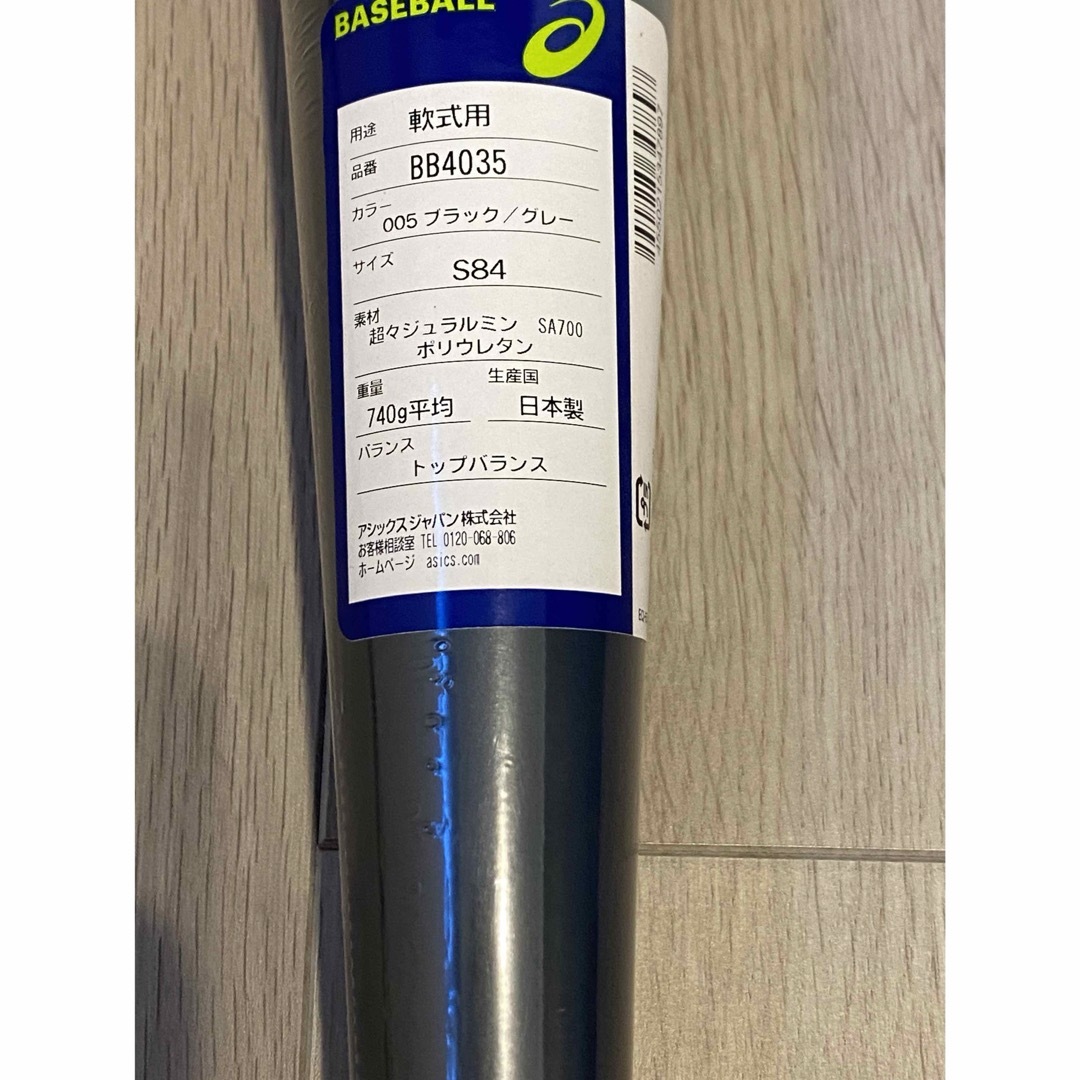 BASEBALL
用途 軟式用
品番 BB4035
カラー 005 ブラック/グレー
サイズ S84
素材 超々ジュラルミン SA700
ポリウレタン
重量 740g平均 生産国 日本製
バランス トップバランス
アシックスジャパン株式会社
お客様相談室 TEL 0120-068-806
ホームページ asics.com